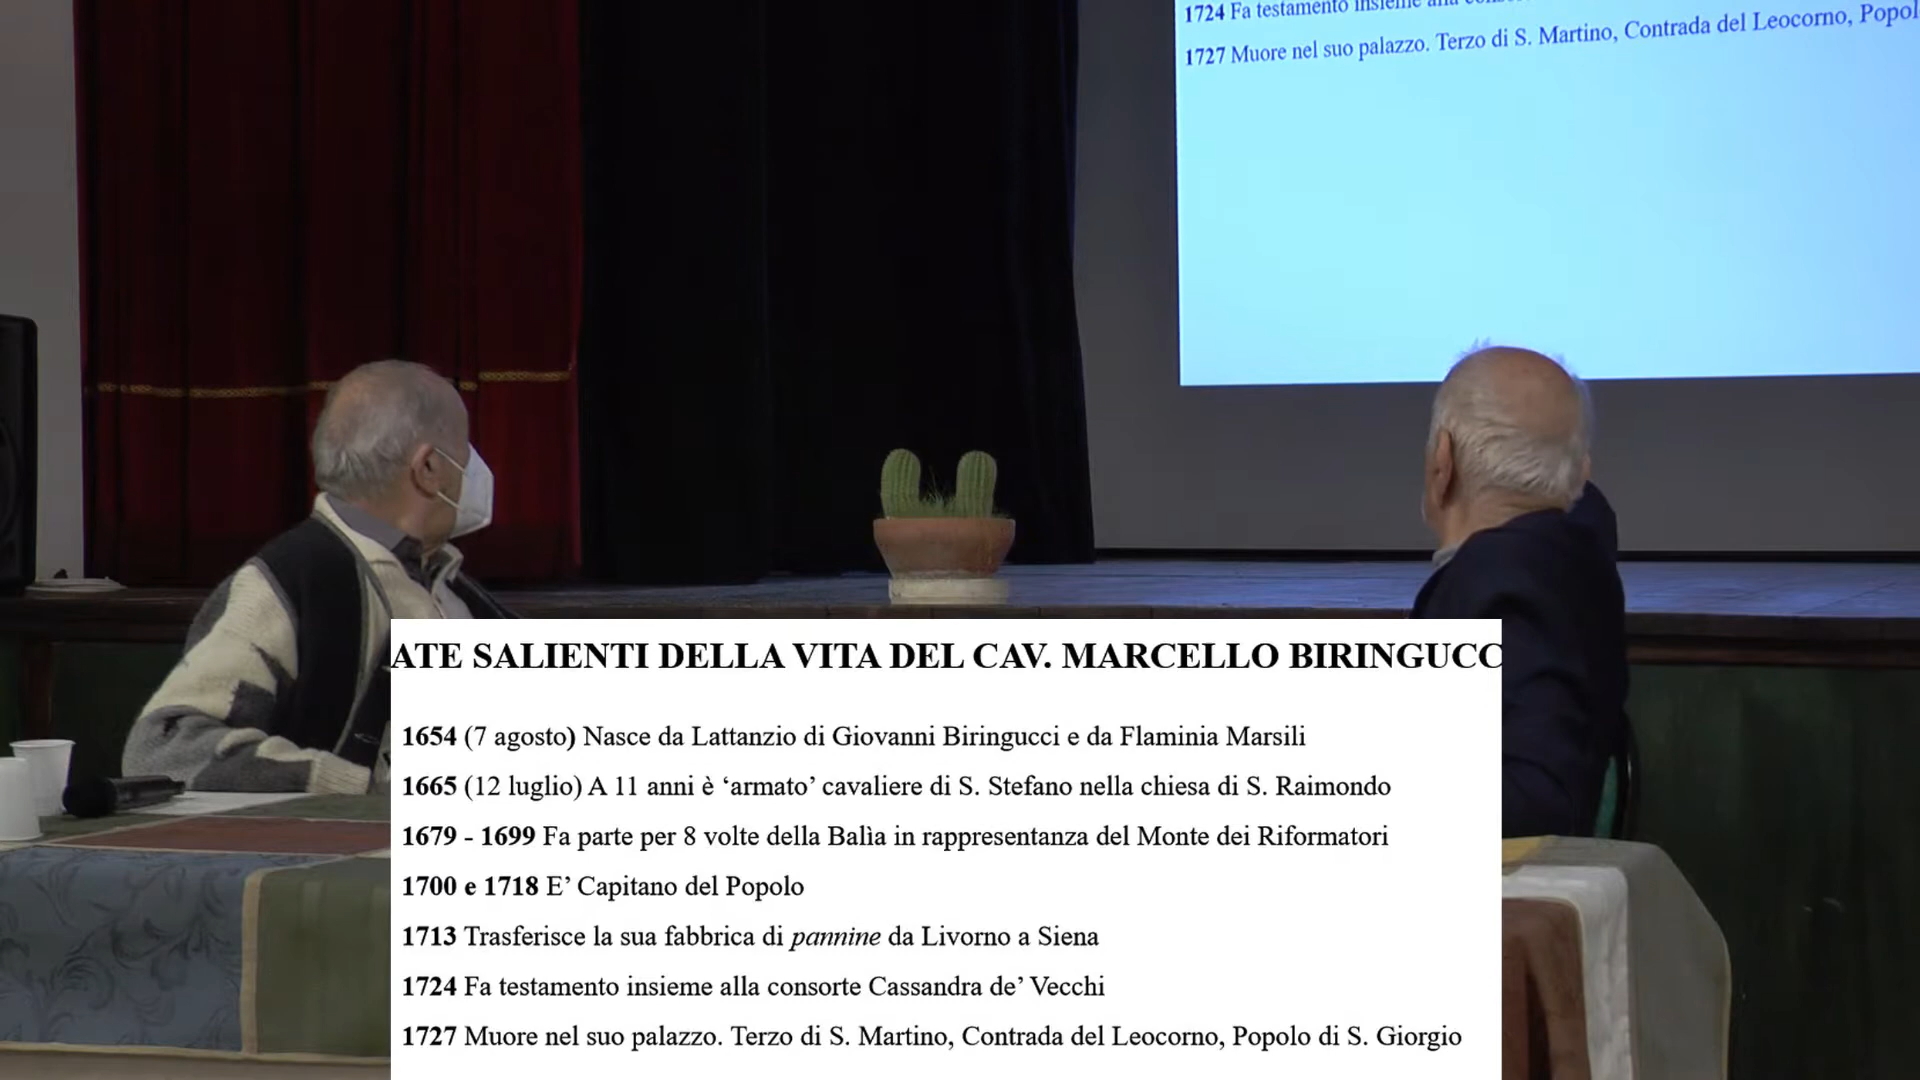 1724 Fa testamento insieme alla
1727 Muore nel suo palazzo. Terzo di S. Martino, Contrada del Leocorno, Popol
ATE SALIENTI DELLA VITA DEL CAV. MARCELLO BIRINGUCC
1654 (7 agosto) Nasce da Lattanzio di Giovanni Biringucci e da Flaminia Marsili
1665 (12 luglio) A 11 anni è ‘armato’ cavaliere di S. Stefano nella chiesa di S. Raimondo
1679 - 1699 Fa parte per 8 volte della Balìa in rappresentanza del Monte dei Riformatori
1700 e 1718 E’ Capitano del Popolo
1713 Trasferisce la sua fabbrica di pannine da Livorno a Siena
1724 Fa testamento insieme alla consorte Cassandra de’ Vecchi
1727 Muore nel suo palazzo. Terzo di S. Martino, Contrada del Leocorno, Popolo di S. Giorgio